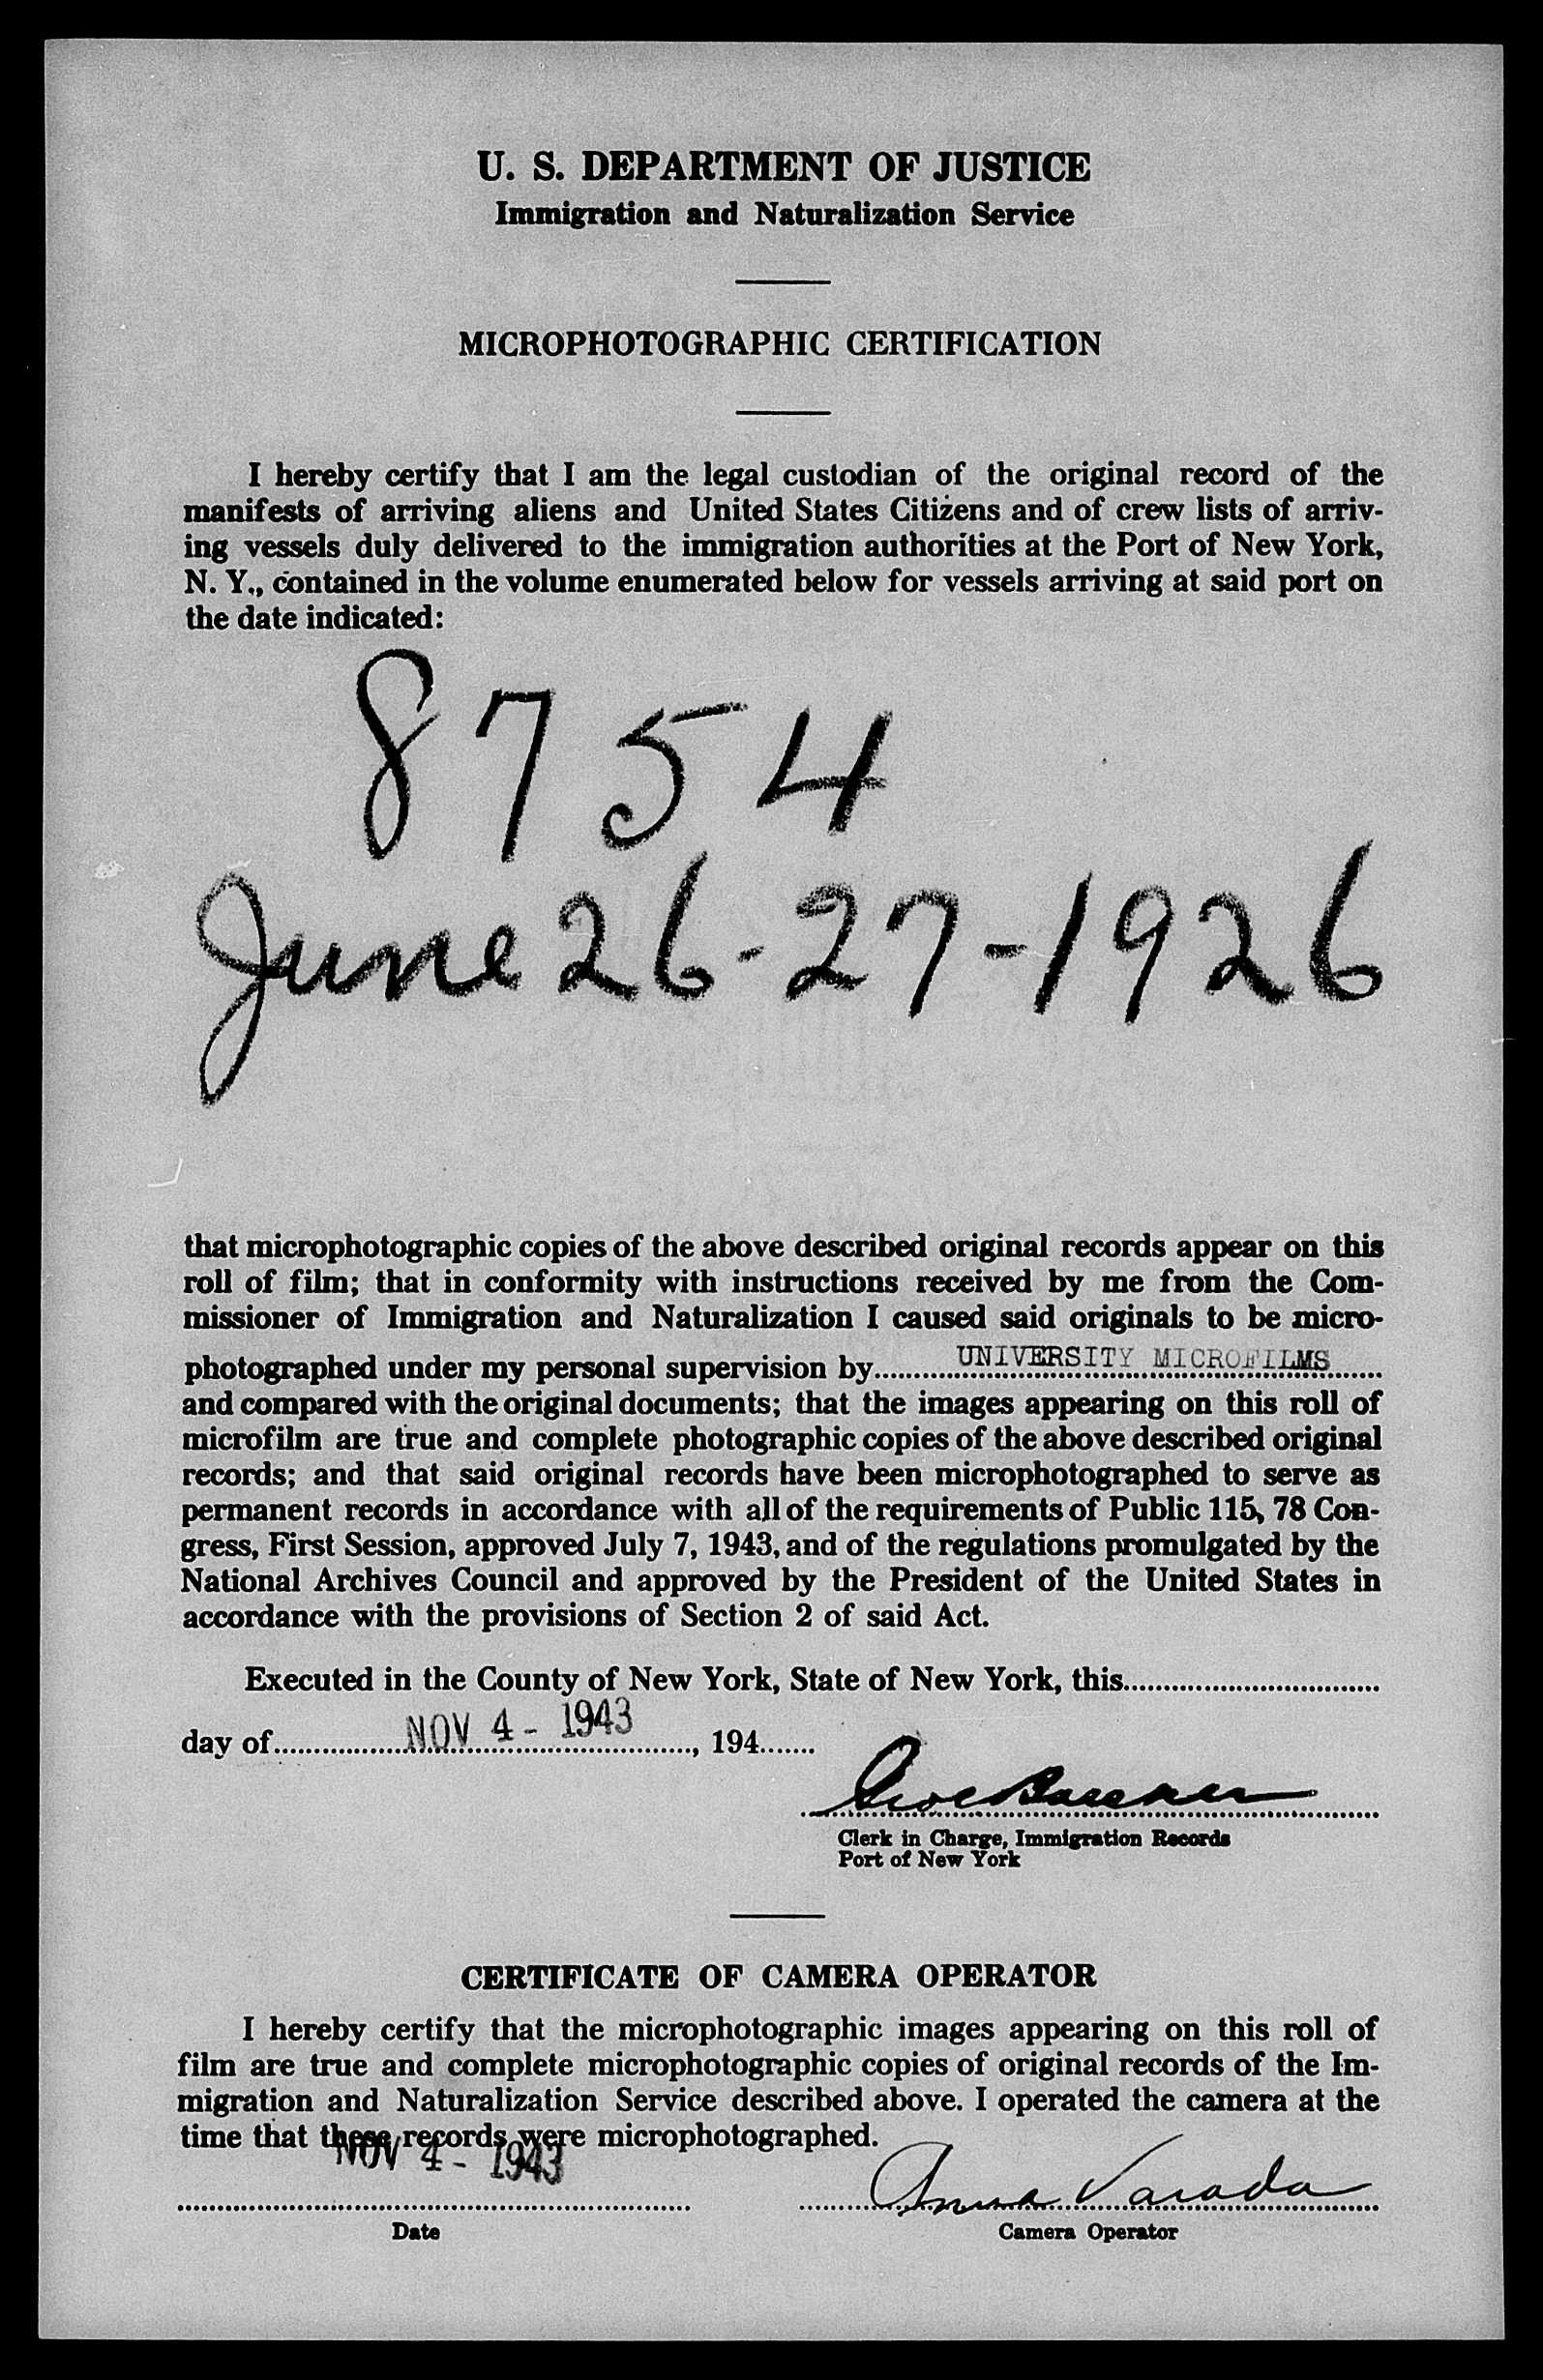 U. S. DEPARTMENT OF JUSTICE
Immigration and Naturalization Service
MICROPHOTOGRAPHIC CERTIFICATION
I hereby certify that I am the legal custodian of the original record of the
manifests of arriving aliens and United States Citizens and of crew lists of arriv-
ing vessels duly delivered to the immigration authorities at the Port of New York,
N. Y., contained in the volume enumerated below for vessels arriving at said port on
the date indicated:
8754
June 26-27-1926
that microphotographic copies of the above described original records appear on this
roll of film; that in conformity with instructions received by me from the Com-
missioner of Immigration and Naturalization I caused said originals to be micro-
photographed under my personal supervision by UNIVERSITY MICROFILMS
and compared with the original documents; that the images appearing on this roll of
microfilm are true and complete photographic copies of the above described original
records; and that said original records have been microphotographed to serve as
permanent records in accordance with all of the requirements of Public 115, 78 Con-
gress, First Session, approved July 7, 1943, and of the regulations promulgated by the
National Archives Council and approved by the President of the United States in
accordance with the provisions of Section 2 of said Act.
Executed in the County of New York, State of New York, this
day of NOV 4 - 1943, 194
Clerk in Charge, Immigration Records
Port of New York
CERTIFICATE OF CAMERA OPERATOR
I hereby certify that the microphotographic images appearing on this roll of
film are true and complete microphotographic copies of original records of the Im-
migration and Naturalization Service described above. I operated the camera at the
time that these records were microphotographed.
NOV 4 - 1943 Anna Varada
Date Camera Operator